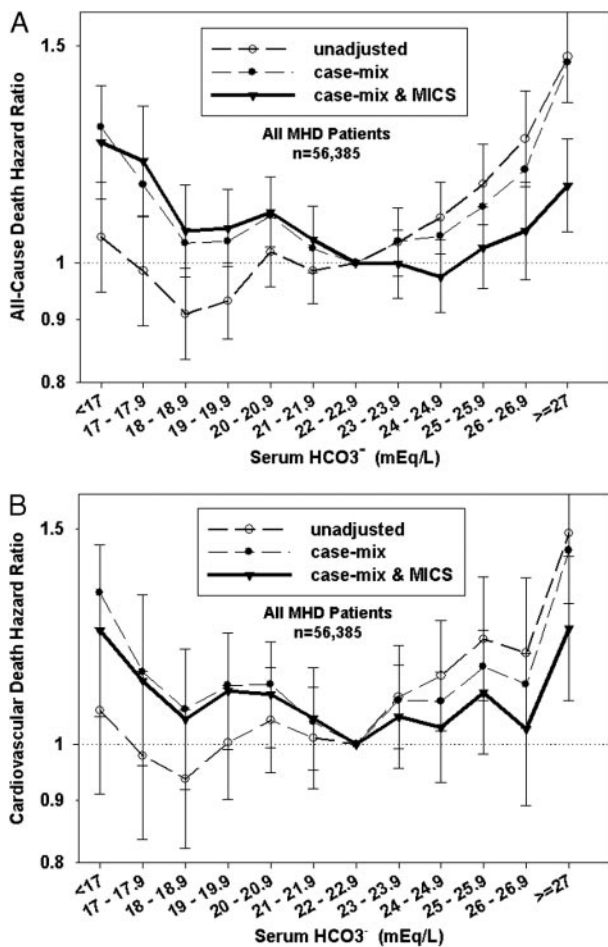 A
All-Cause Death Hazard Ratio
1.5
1
0.9
0.8
unadjusted
case-mix
case-mix & MICS
All MHD Patients
n=56,385
<17
17 - 17.9
18 - 18.9
19 - 19.9
20 - 20.9
21 - 21.9
22 - 22.9
23 - 23.9
24 - 24.9
25 - 25.9
26 - 26.9
>=27
Serum HCO3⁻ (mEq/L)
B
Cardiovascular Death Hazard Ratio
1.5
1
0.9
0.8
unadjusted
case-mix
case-mix & MICS
All MHD Patients
n=56,385
<17
17 - 17.9
18 - 18.9
19 - 19.9
20 - 20.9
21 - 21.9
22 - 22.9
23 - 23.9
24 - 24.9
25 - 25.9
26 - 26.9
>=27
Serum HCO3⁻ (mEq/L)